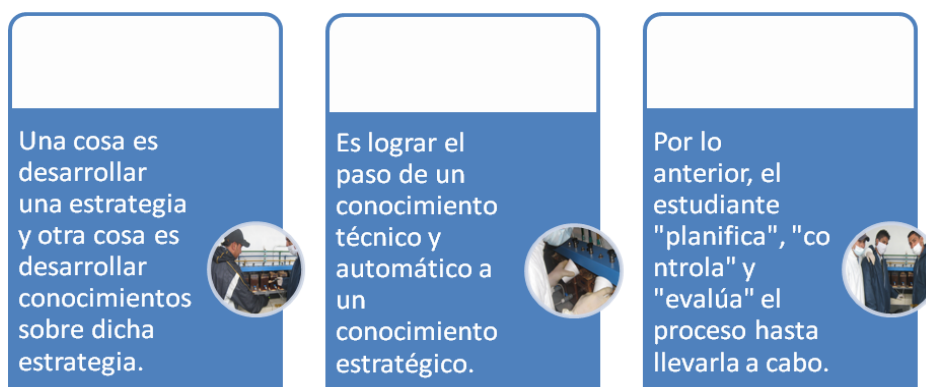 Una cosa es
desarrollar
una estrategia
y otra cosa es
desarrollar
conocimientos
sobre dicha
estrategia.
Es lograr el
paso de un
conocimiento
técnico y
automático a
un
conocimiento
estratégico.
Por lo
anterior, el
estudiante
"planifica", "co
ntrola" y
"evalúa" el
proceso hasta
llevarla a cabo.